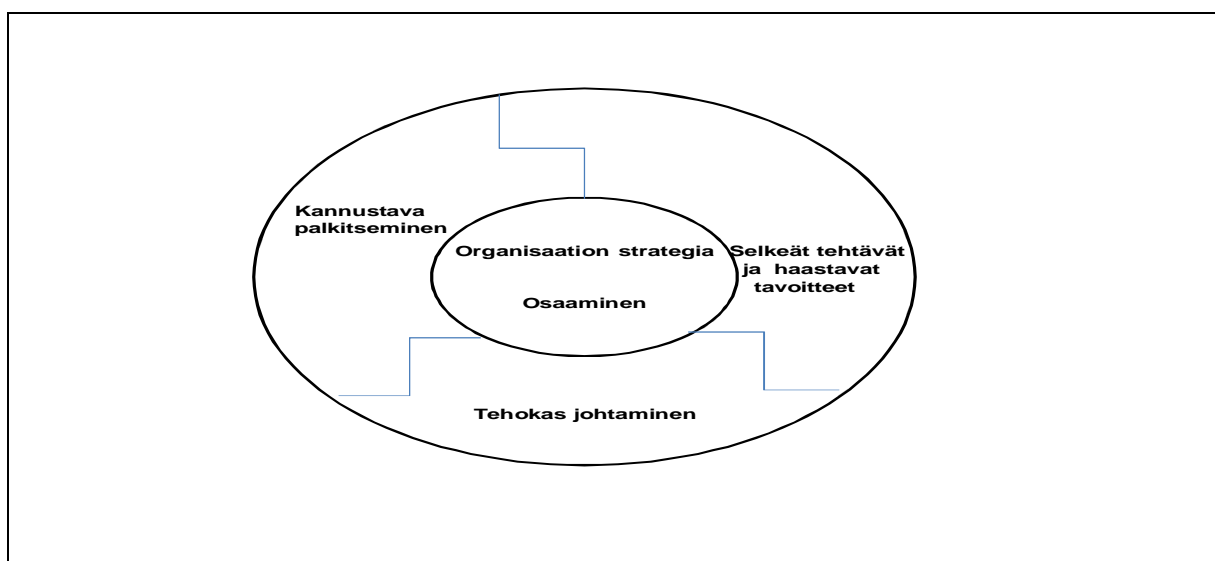 Kannustava
palkitseminen
Organisaation strategia
Osaaminen
Selkeät tehtävät
ja haastavat
tavoitteet
Tehokas johtaminen